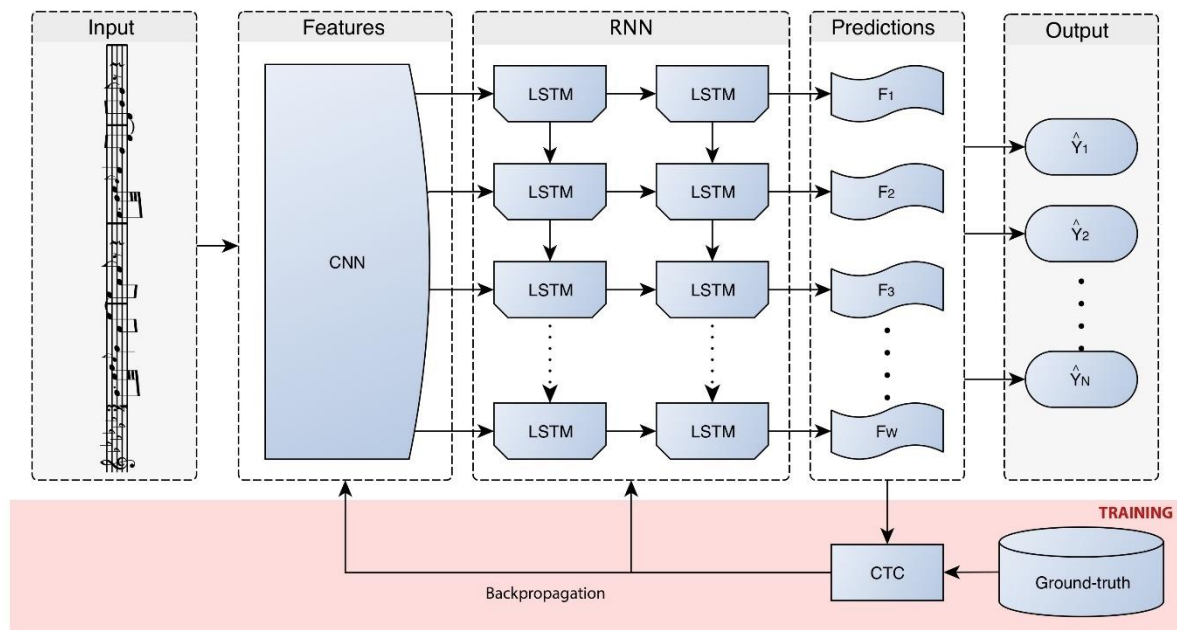 Input
Features
RNN
Predictions
Output
CNN
LSTM
LSTM
F1
Ŷ1
LSTM
LSTM
F2
Ŷ2
LSTM
LSTM
F3
LSTM
LSTM
FW
ŶN
TRAINING
CTC
Ground-truth
Backpropagation